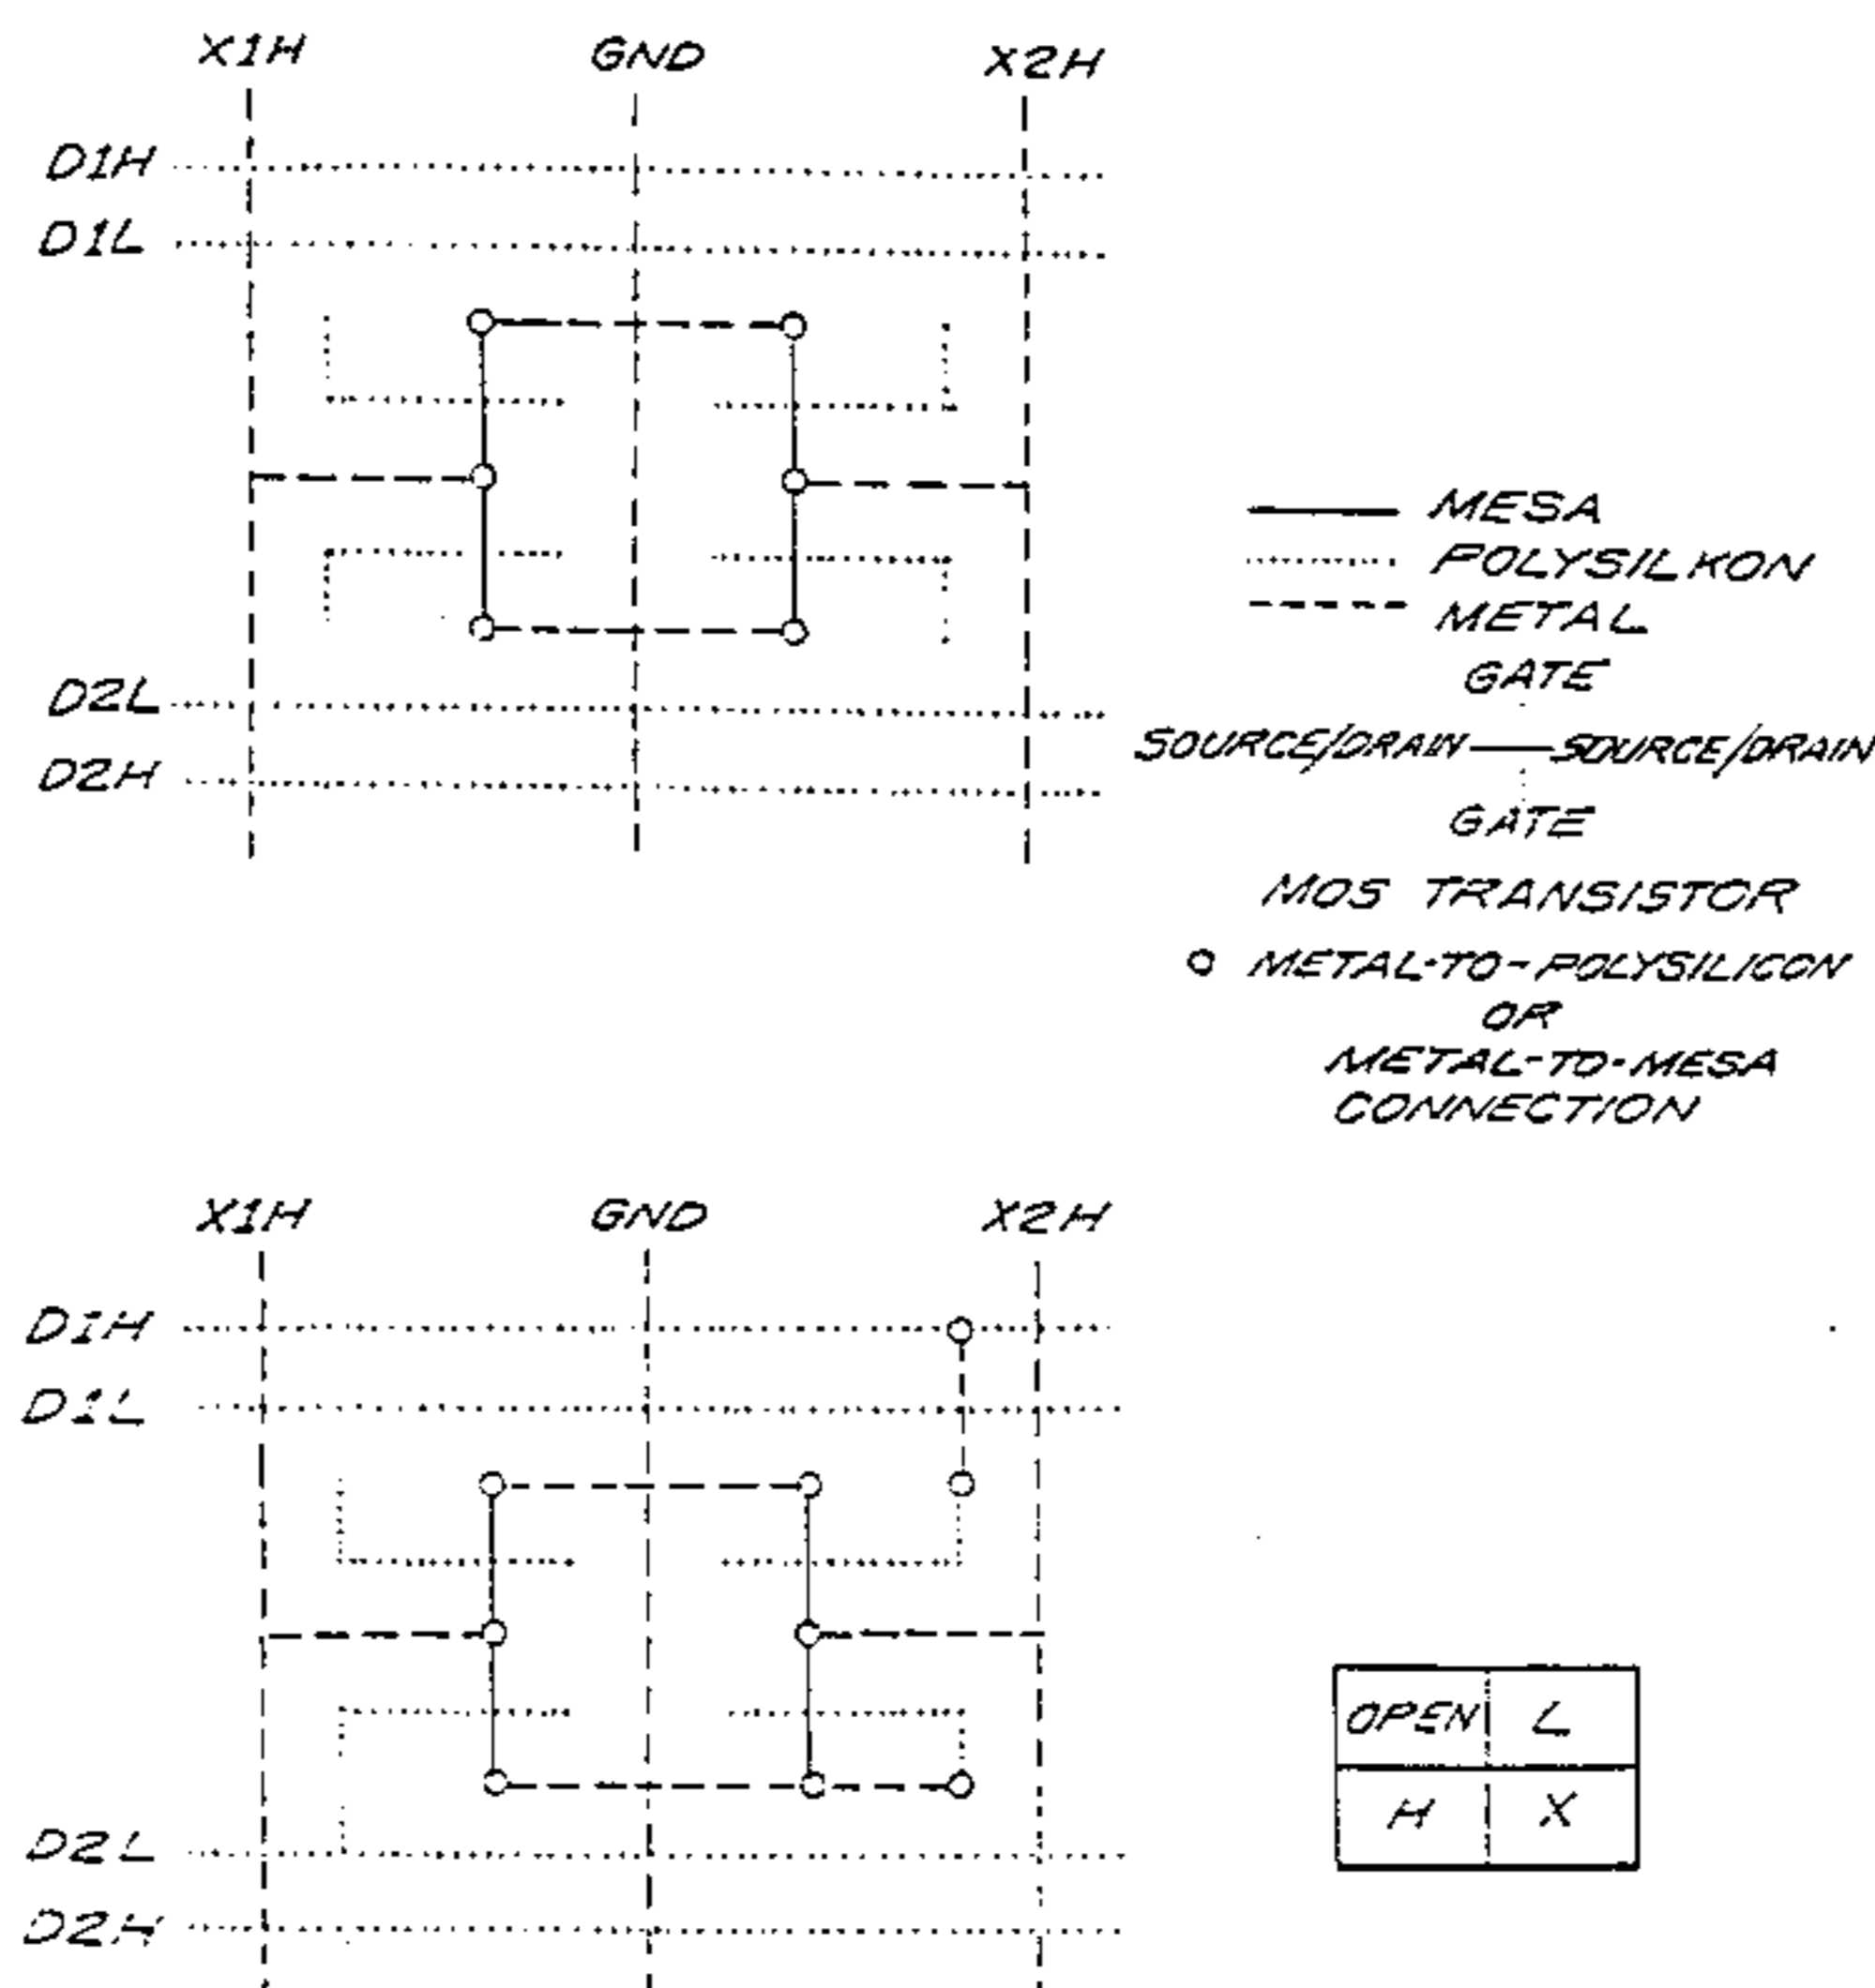 X1H GND X2H
D1H
D1L
D2L
D2H
MESA
POLYSILKON
METAL
GATE
SOURCE/DRAIN SOURCE/DRAIN
GATE
MOS TRANSISTOR
METAL-TO-POLYSILICON
OR
METAL-TO-MESA
CONNECTION
X1H GND X2H
D1H
D1L
D2L
D2H
OPEN L
H X